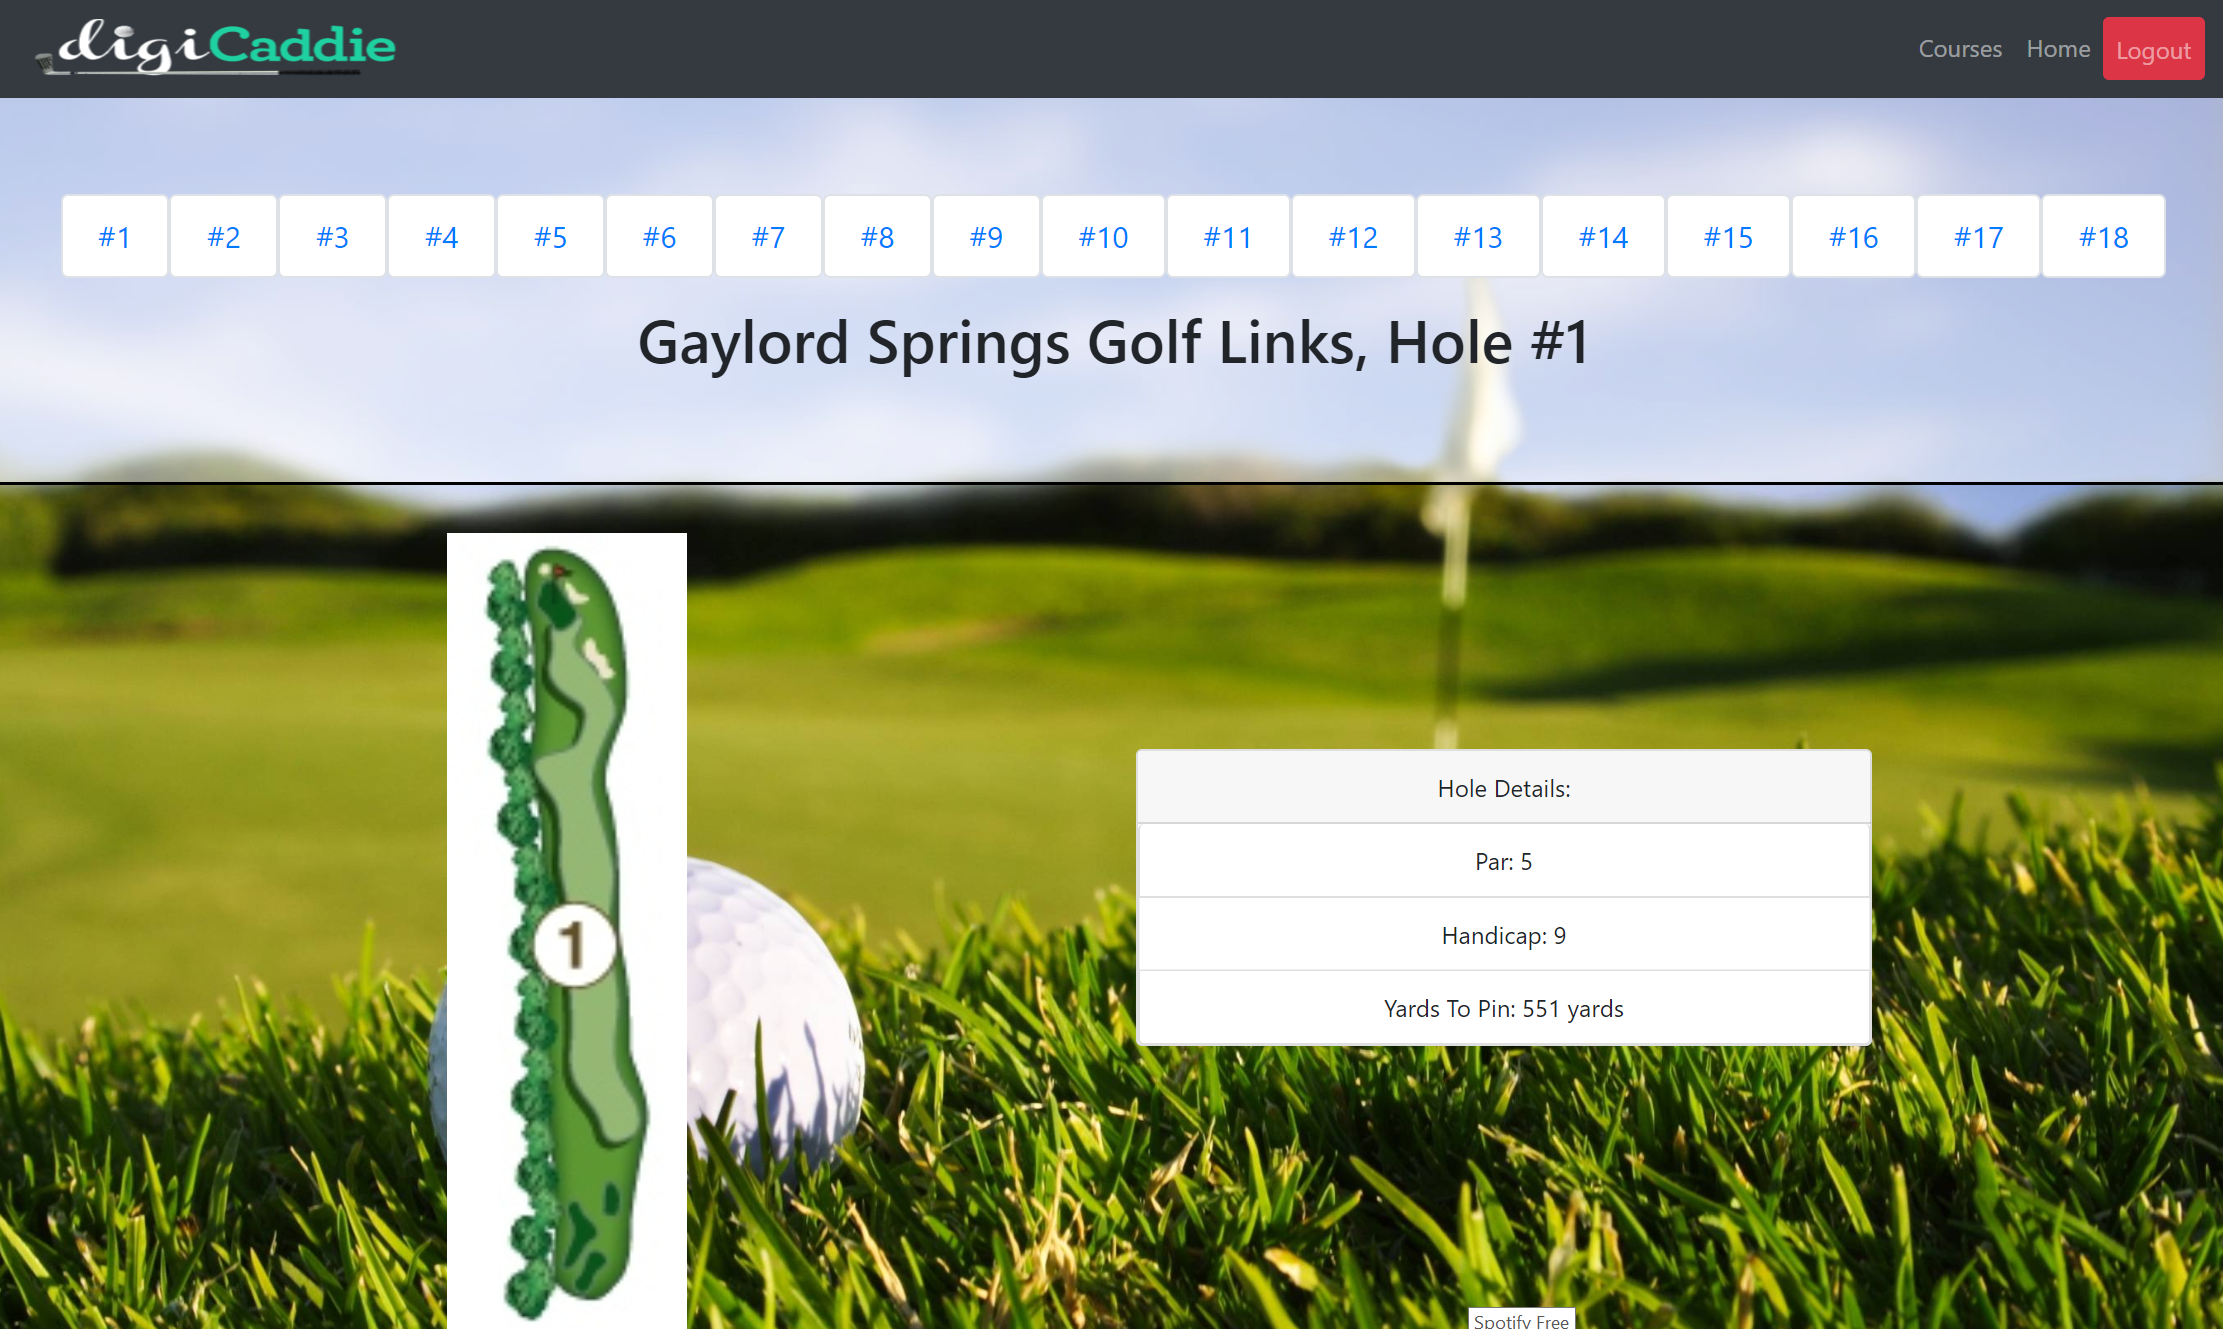 digiCaddie
Courses Home Logout
#1 #2 #3 #4 #5 #6 #7 #8 #9 #10 #11 #12 #13 #14 #15 #16 #17 #18
Gaylord Springs Golf Links, Hole #1
Hole Details:
Par: 5
Handicap: 9
1
Yards To Pin: 551 yards
Spotify Free